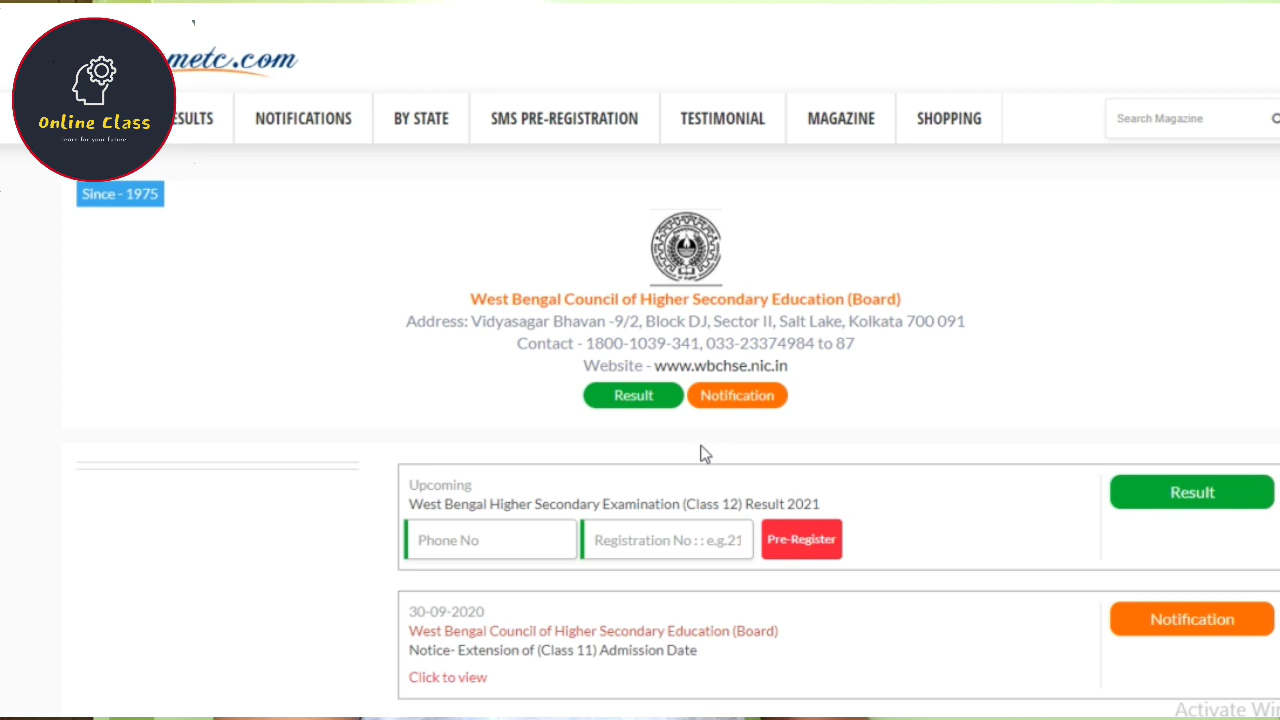 metc.com
Online Class
ESULTS
NOTIFICATIONS
BY STATE
SMS PRE-REGISTRATION
TESTIMONIAL
MAGAZINE
SHOPPING
Search Magazine
Since - 1975
West Bengal Council of Higher Secondary Education (Board)
Address: Vidyasagar Bhavan -9/2, Block DJ, Sector II, Salt Lake, Kolkata 700 091
Contact - 1800-1039-341, 033-23374984 to 87
Website - www.wbchse.nic.in
Result
Notification
Upcoming
West Bengal Higher Secondary Examination (Class 12) Result 2021
Phone No
Registration No : : e.g.21
Pre-Register
Result
30-09-2020
West Bengal Council of Higher Secondary Education (Board)
Notice- Extension of (Class 11) Admission Date
Click to view
Notification
Activate Wi